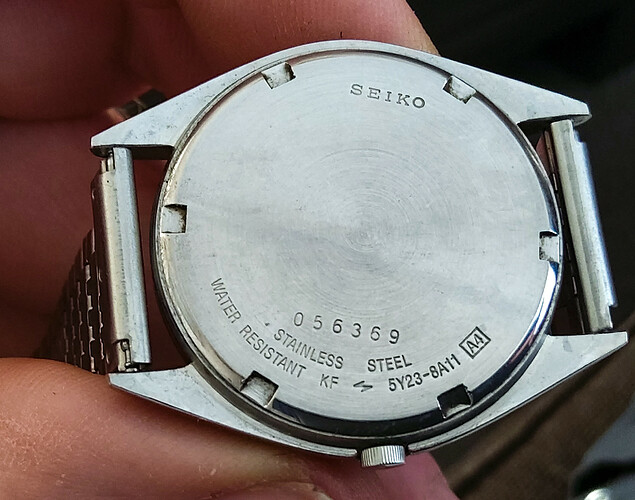 SEIKO
056369
STAINLESS STEEL
WATER RESISTANT KF 5Y23-8A11 A4